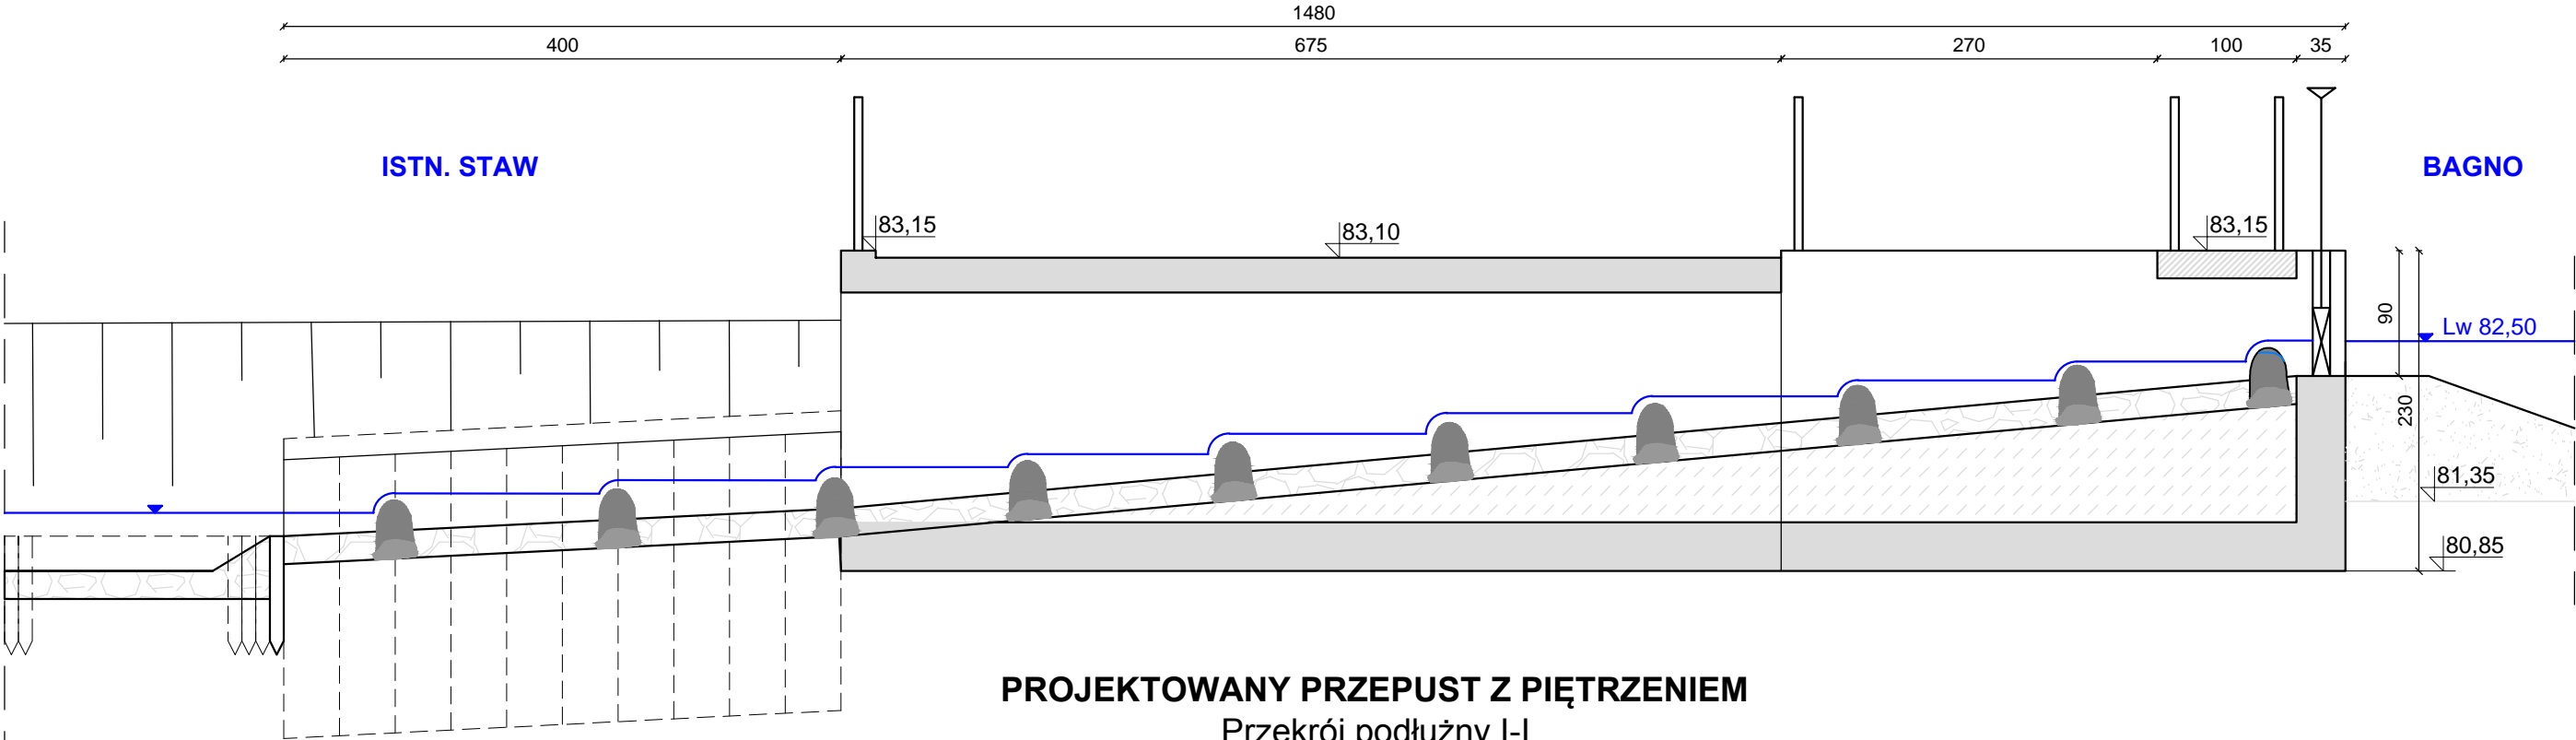 1480
400
675
270
100
35
ISTN. STAW
BAGNO
83,15
83,10
83,15
90
Lw 82,50
230
81,35
80,85
PROJEKTOWANY PRZEPUST Z PIĘTRZENIEM
Przekrój podłużny I-I